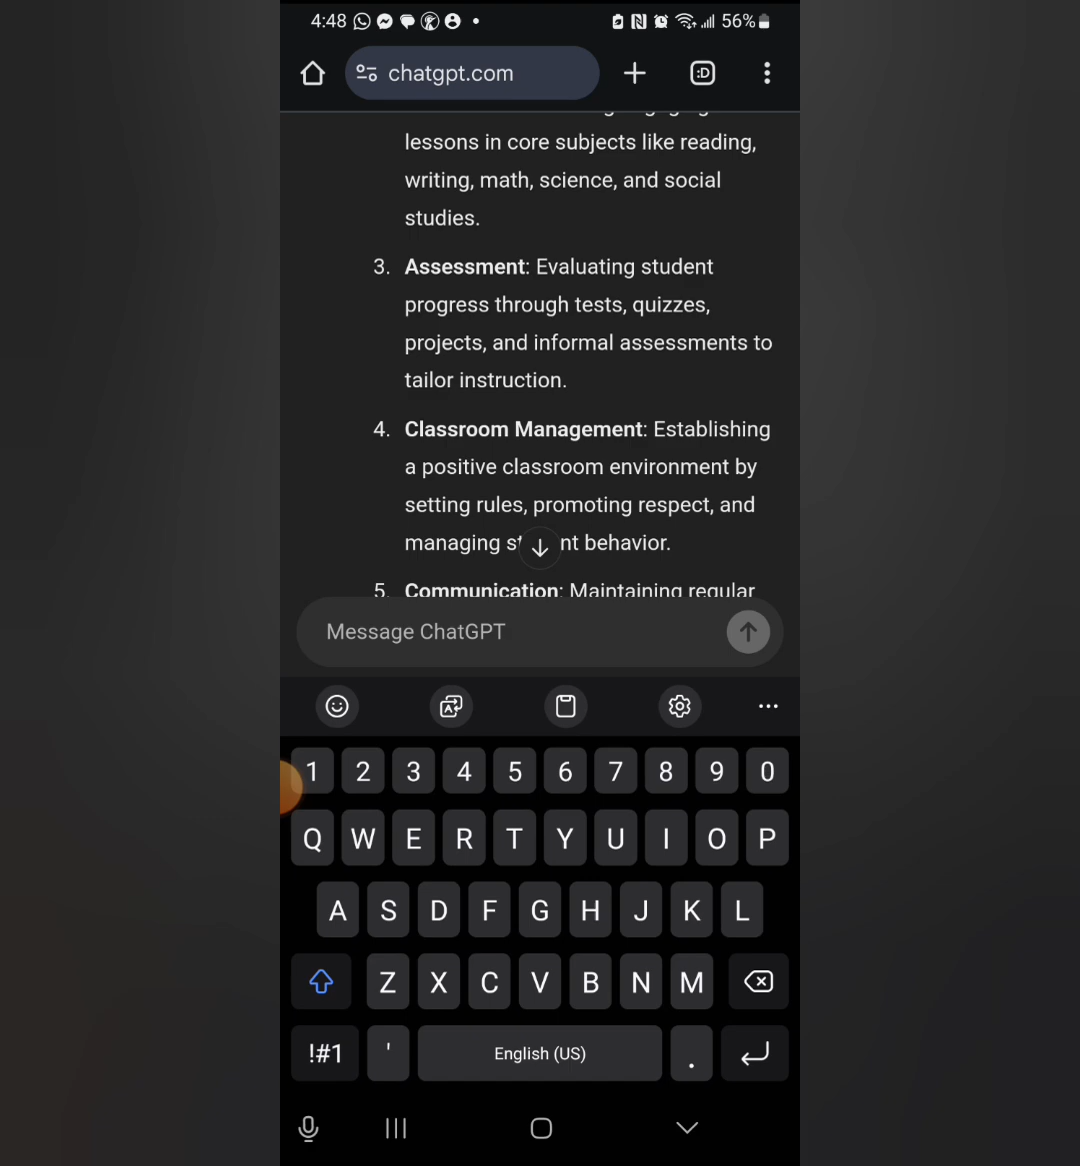 4:48
56%
chatgpt.com
:D
lessons in core subjects like reading,
writing, math, science, and social
studies.
3. Assessment: Evaluating student
progress through tests, quizzes,
projects, and informal assessments to
tailor instruction.
4. Classroom Management: Establishing
a positive classroom environment by
setting rules, promoting respect, and
managing st nt behavior.
5. Communication: Maintaining regular
Message ChatGPT
1 2 3 4 5 6 7 8 9 0
Q W E R T Y U I O P
A S D F G H J K L
Z X C V B N M
!#1 ' English (US) .